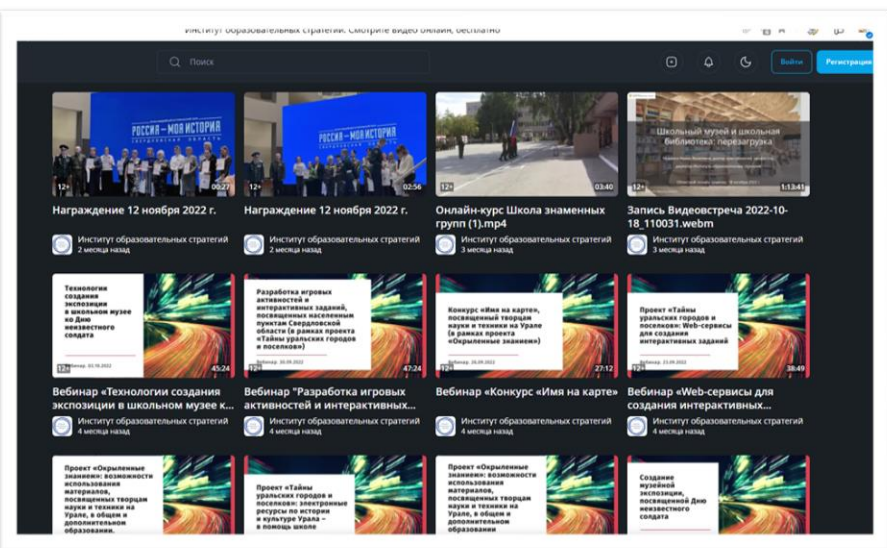 Институт образовательных стратегий. Смотрите видео онлайн, бесплатно
Поиск
Войти
Регистрация
РОССИЯ – МОЯ ИСТОРИЯ
СВЕРДЛОВСКАЯ ОБЛАСТЬ
12+
00:27
РОССИЯ – МОЯ ИСТОРИЯ
12+
02:56
12+
03:40
Школьный музей и школьная
библиотека: перезагрузка
12+
1:13:41
Награждение 12 ноября 2022 г.
Институт образовательных стратегий
2 месяца назад
Награждение 12 ноября 2022 г.
Институт образовательных стратегий
2 месяца назад
Онлайн-курс Школа знаменных
групп (1).mp4
Институт образовательных стратегий
3 месяца назад
Запись Видеовстреча 2022-10-
18_110031.webm
Институт образовательных стратегий
3 месяца назад
Технологии
создания
экспозиции
в школьном музее
ко Дню
неизвестного
солдата
12+
45:24
Разработка игровых
активностей и
интерактивных заданий,
посвященных населенным
пунктам Свердловской
области (в рамках проекта
«Тайны уральских городов
и поселков»)
Вебинар 28.09.2022
12+
47:24
Конкурс «Имя на карте»,
посвященный творцам
науки и техники на Урале
(в рамках проекта
«Окрыленные знанием»)
12+
27:12
Проект «Тайны
уральских городов и
поселков»: Web-сервисы
для создания
интерактивных заданий
12+
38:49
Вебинар «Технологии создания
экспозиции в школьном музее к...
Институт образовательных стратегий
4 месяца назад
Вебинар "Разработка игровых
активностей и интерактивных...
Институт образовательных стратегий
4 месяца назад
Вебинар «Конкурс «Имя на карте»
Институт образовательных стратегий
4 месяца назад
Вебинар «Web-сервисы для
создания интерактивных...
Институт образовательных стратегий
4 месяца назад
Проект «Окрыленные
знанием»: возможности
использования
материалов,
посвященных творцам
науки и техники на
Урале, в общем и
дополнительном
образовании.
Проект «Тайны
уральских городов и
поселков»: электронные
ресурсы по истории
и культуре Урала –
в помощь школе
Проект «Окрыленные
знанием»: возможности
использования
материалов,
посвященных творцам
науки и техники на
Урале, в общем и
дополнительном
образовании
Создание
музейной
экспозиции,
посвященной Дню
неизвестного
солдата